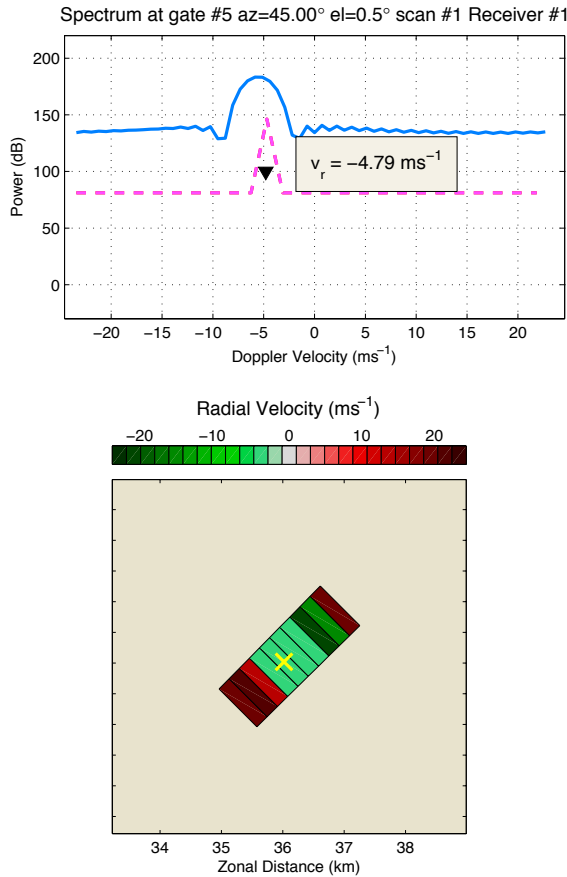 Spectrum at gate #5 az=45.00° el=0.5° scan #1 Receiver #1
200
150
100
50
0
Power (dB)
v_r = −4.79 ms⁻¹
−20 −15 −10 −5 0 5 10 15 20
Doppler Velocity (ms⁻¹)
Radial Velocity (ms⁻¹)
−20 −10 0 10 20
34 35 36 37 38
Zonal Distance (km)